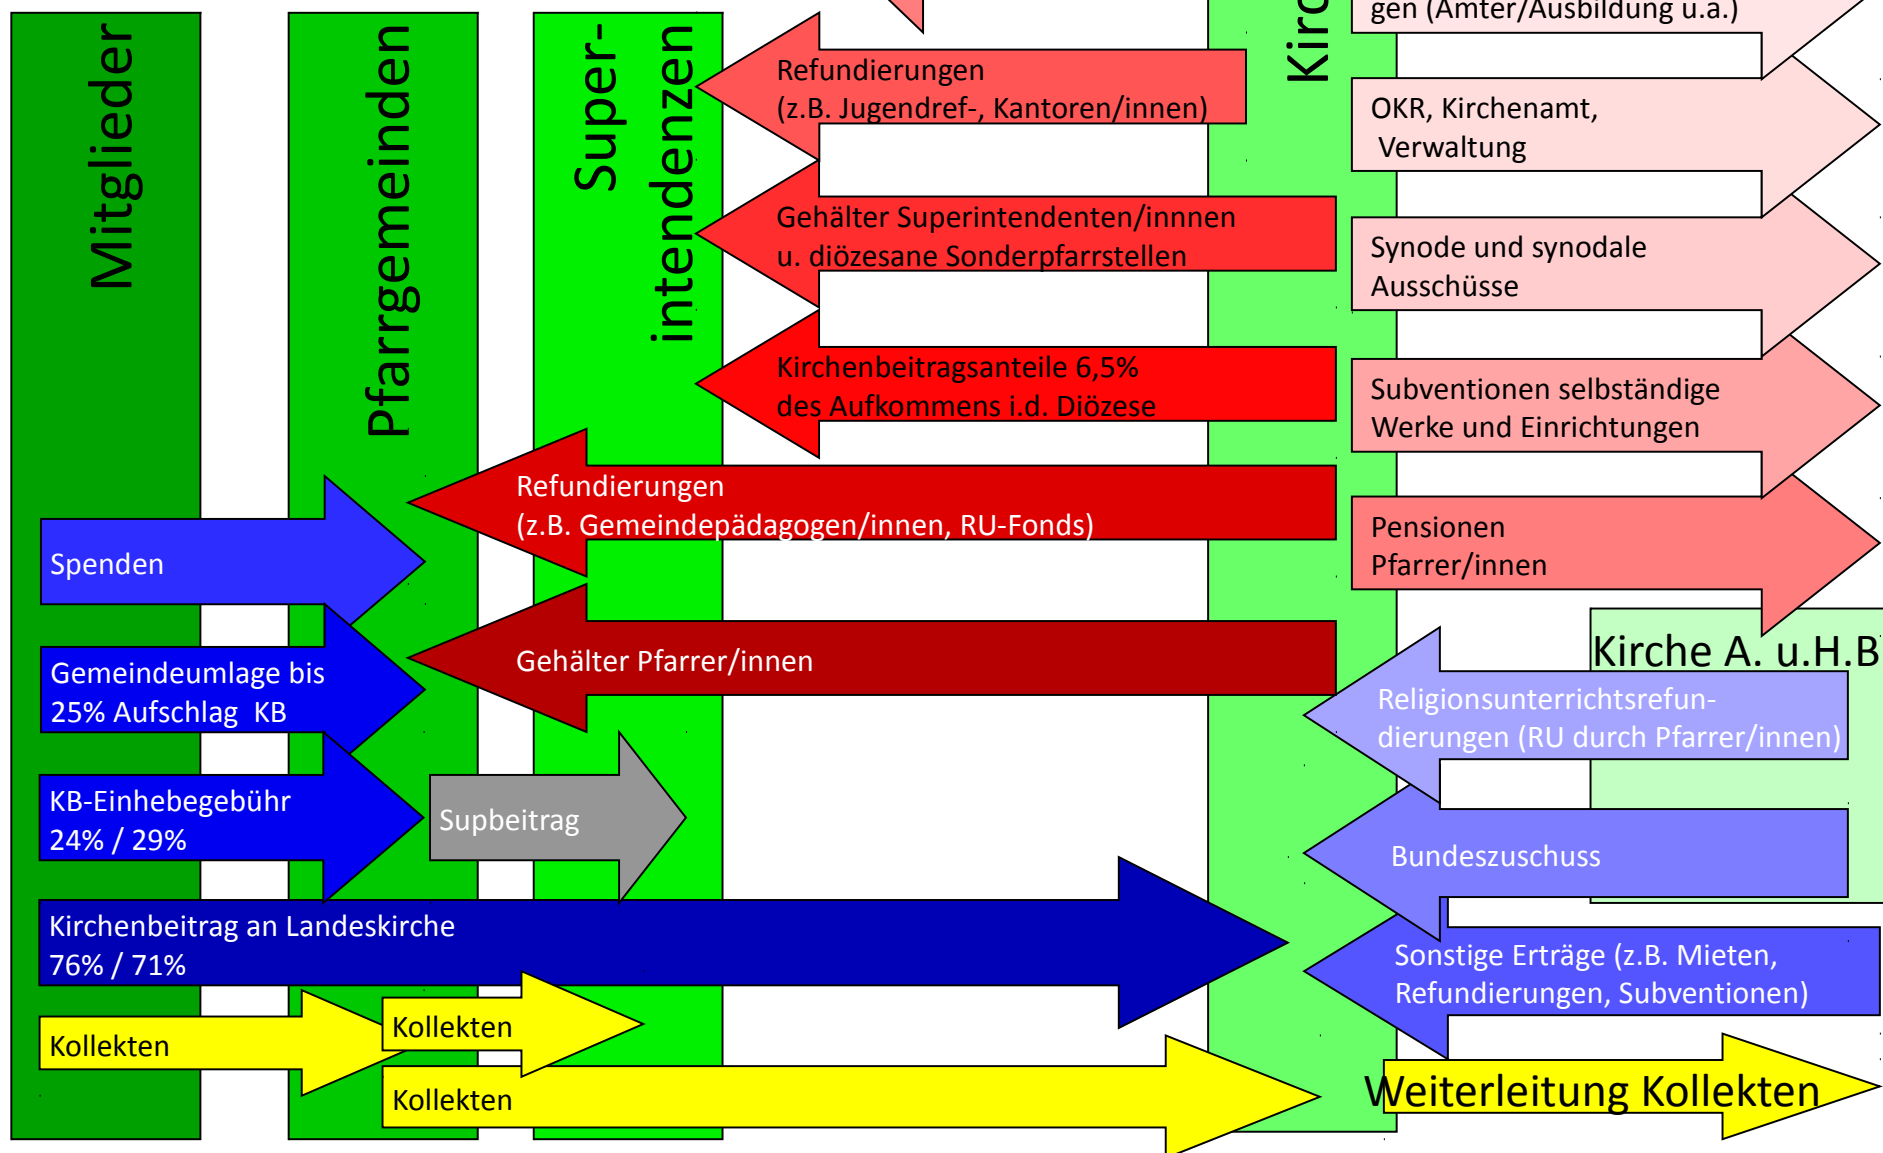 Mitglieder
Pfarrgemeinden
Super-
intendenzen
Kirc
gen (Ämter/Ausbildung u.a.)
Refundierungen
(z.B. Jugendref-, Kantoren/innen)
OKR, Kirchenamt,
Verwaltung
Gehälter Superintendenten/innnen
u. diözesane Sonderpfarrstellen
Synode und synodale
Ausschüsse
Kirchenbeitragsanteile 6,5%
des Aufkommens i.d. Diözese
Subventionen selbständige
Werke und Einrichtungen
Refundierungen
(z.B. Gemeindepädagogen/innen, RU-Fonds)
Pensionen
Pfarrer/innen
Spenden
Gehälter Pfarrer/innen
Kirche A. u.H.B
Gemeindeumlage bis
25% Aufschlag  KB
Religionsunterrichtsrefun-
dierungen (RU durch Pfarrer/innen)
KB-Einhebegebühr
24% / 29%
Supbeitrag
Bundeszuschuss
Kirchenbeitrag an Landeskirche
76% / 71%
Sonstige Erträge (z.B. Mieten,
Refundierungen, Subventionen)
Kollekten
Kollekten
Kollekten
Weiterleitung Kollekten